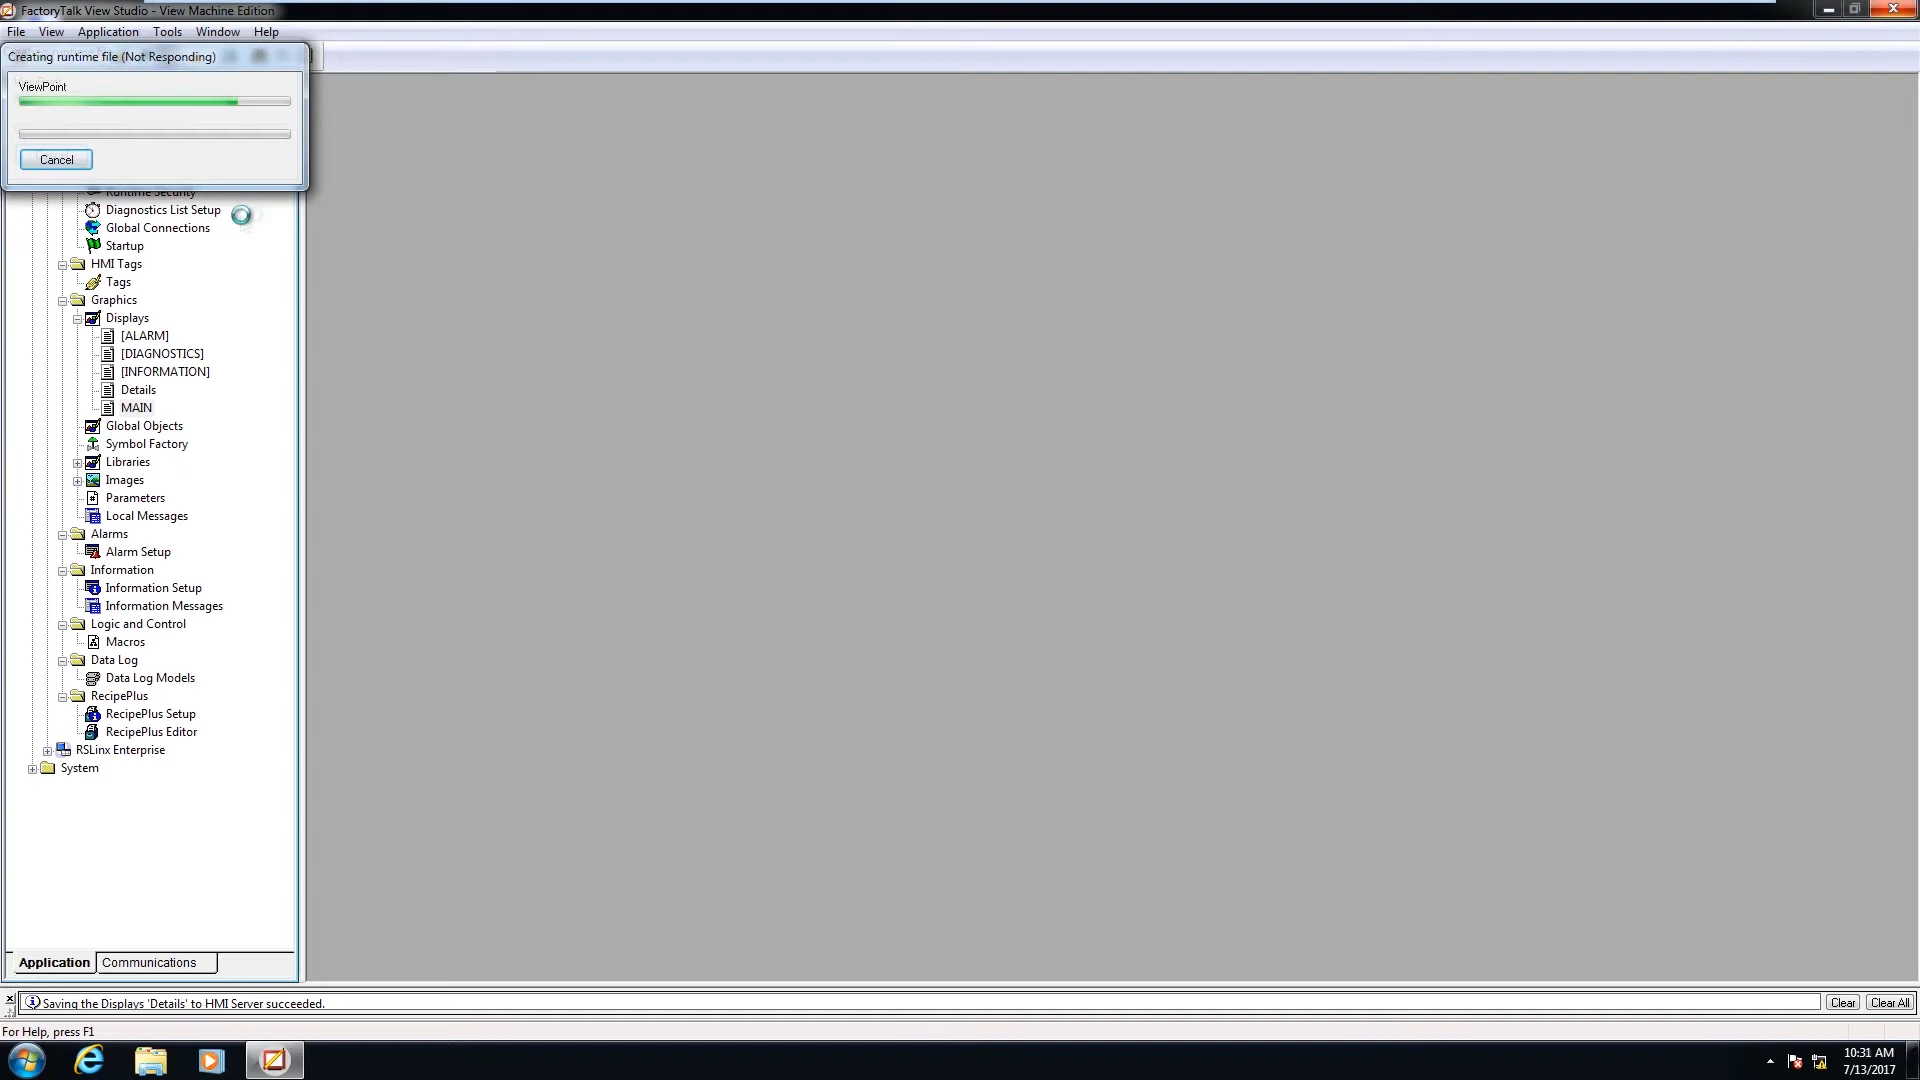 FactoryTalk View Studio - View Machine Edition
File View Application Tools Window Help
Creating runtime file (Not Responding)
ViewPoint
Cancel
Runtime Security
Diagnostics List Setup
Global Connections
Startup
HMI Tags
Tags
Graphics
Displays
[ALARM]
[DIAGNOSTICS]
[INFORMATION]
Details
MAIN
Global Objects
Symbol Factory
Libraries
Images
Parameters
Local Messages
Alarms
Alarm Setup
Information
Information Setup
Information Messages
Logic and Control
Macros
Data Log
Data Log Models
RecipePlus
RecipePlus Setup
RecipePlus Editor
RSLinx Enterprise
System
Application Communications
Saving the Displays 'Details' to HMI Server succeeded.
Clear Clear All
For Help, press F1
10:31 AM
7/13/2017